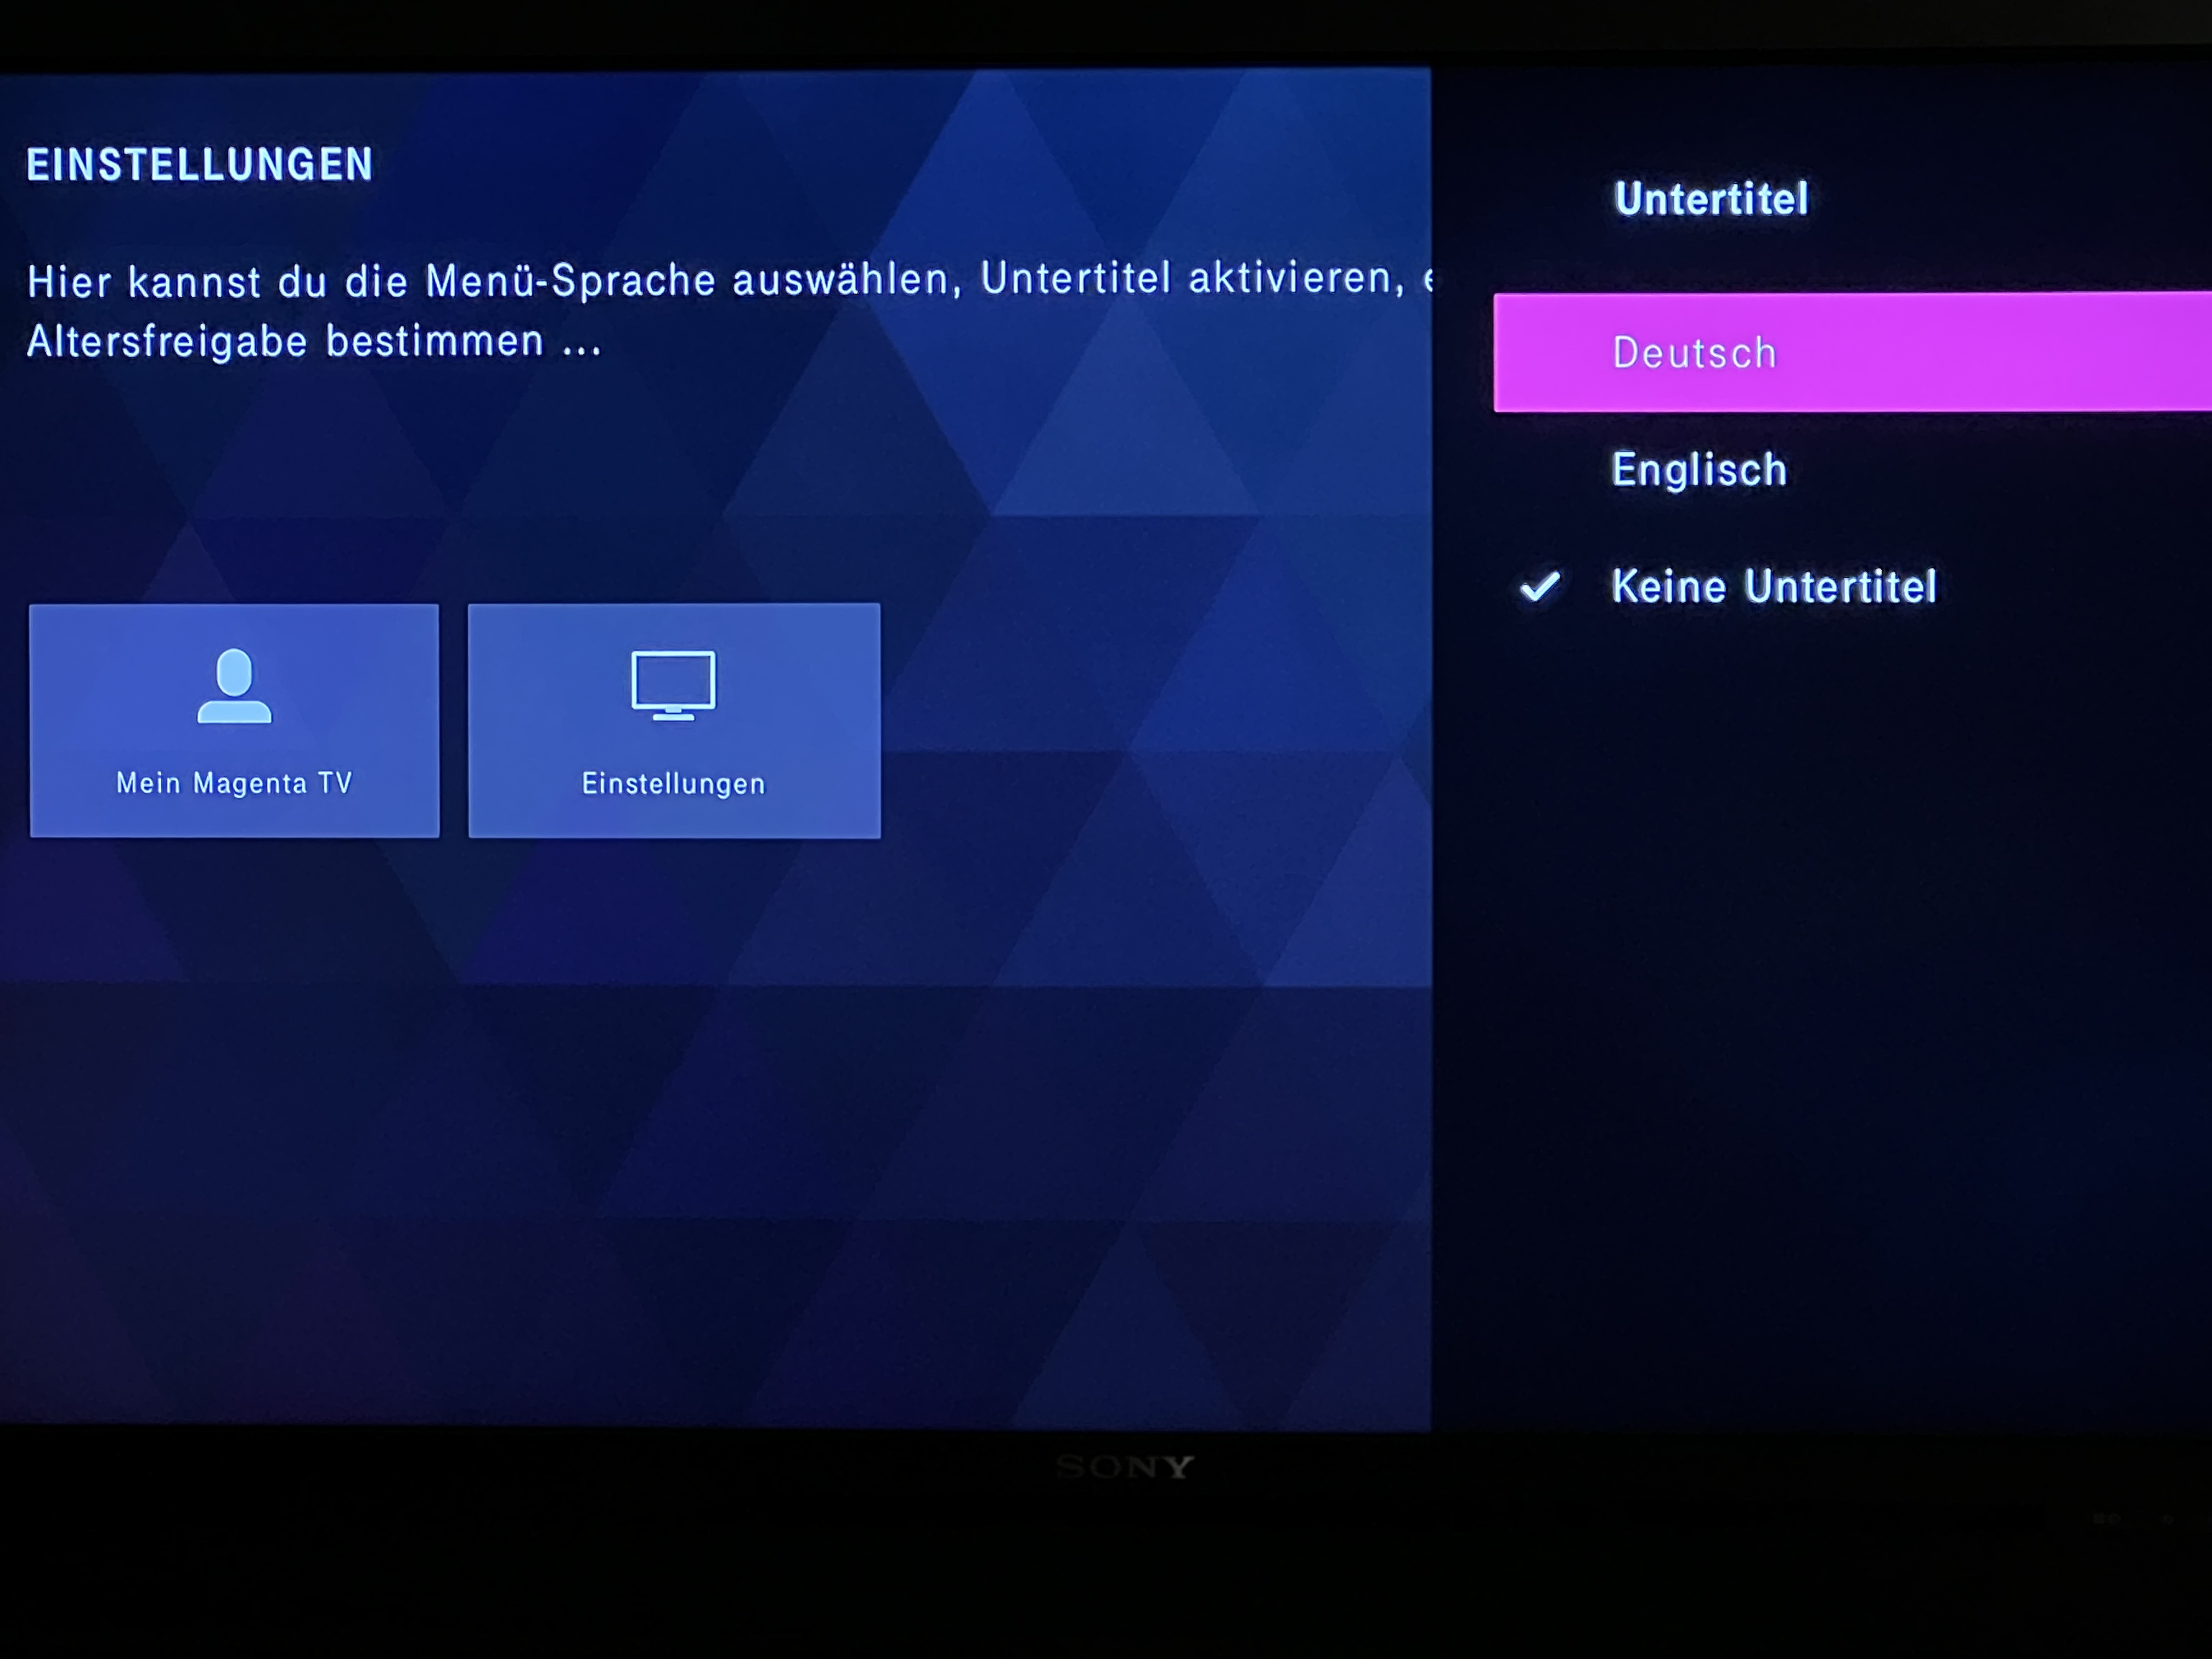 EINSTELLUNGEN
Hier kannst du die Menü-Sprache auswählen, Untertitel aktivieren,
Altersfreigabe bestimmen ...
Mein Magenta TV
Einstellungen
Untertitel
Deutsch
Englisch
Keine Untertitel
SONY